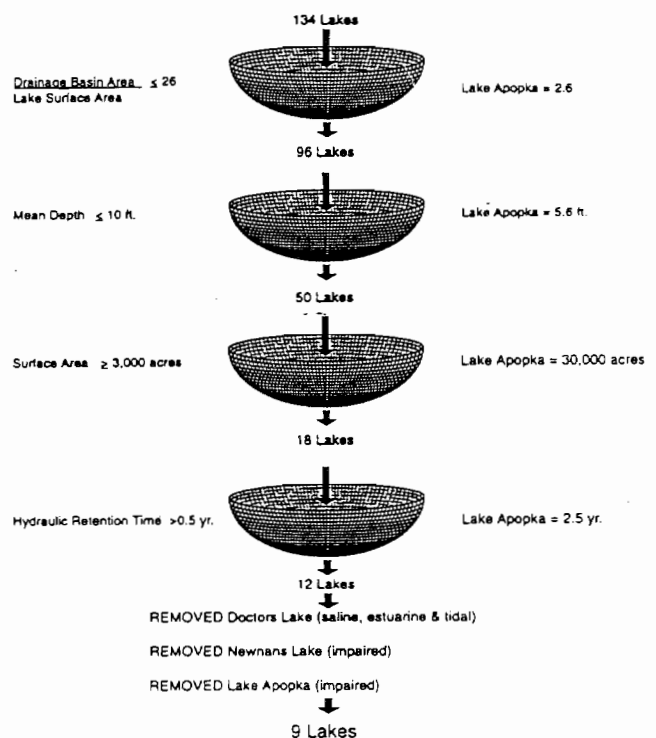 134 Lakes
Drainage Basin Area ≤ 26
Lake Surface Area
Lake Apopka = 2.6
96 Lakes
Mean Depth ≤ 10 ft.
Lake Apopka = 5.6 ft.
50 Lakes
Surface Area ≥ 3,000 acres
Lake Apopka = 30,000 acres
18 Lakes
Hydraulic Retention Time >0.5 yr.
Lake Apopka = 2.5 yr.
12 Lakes
REMOVED Doctors Lake (saline, estuarine & tidal)
REMOVED Newnans Lake (impaired)
REMOVED Lake Apopka (impaired)
9 Lakes